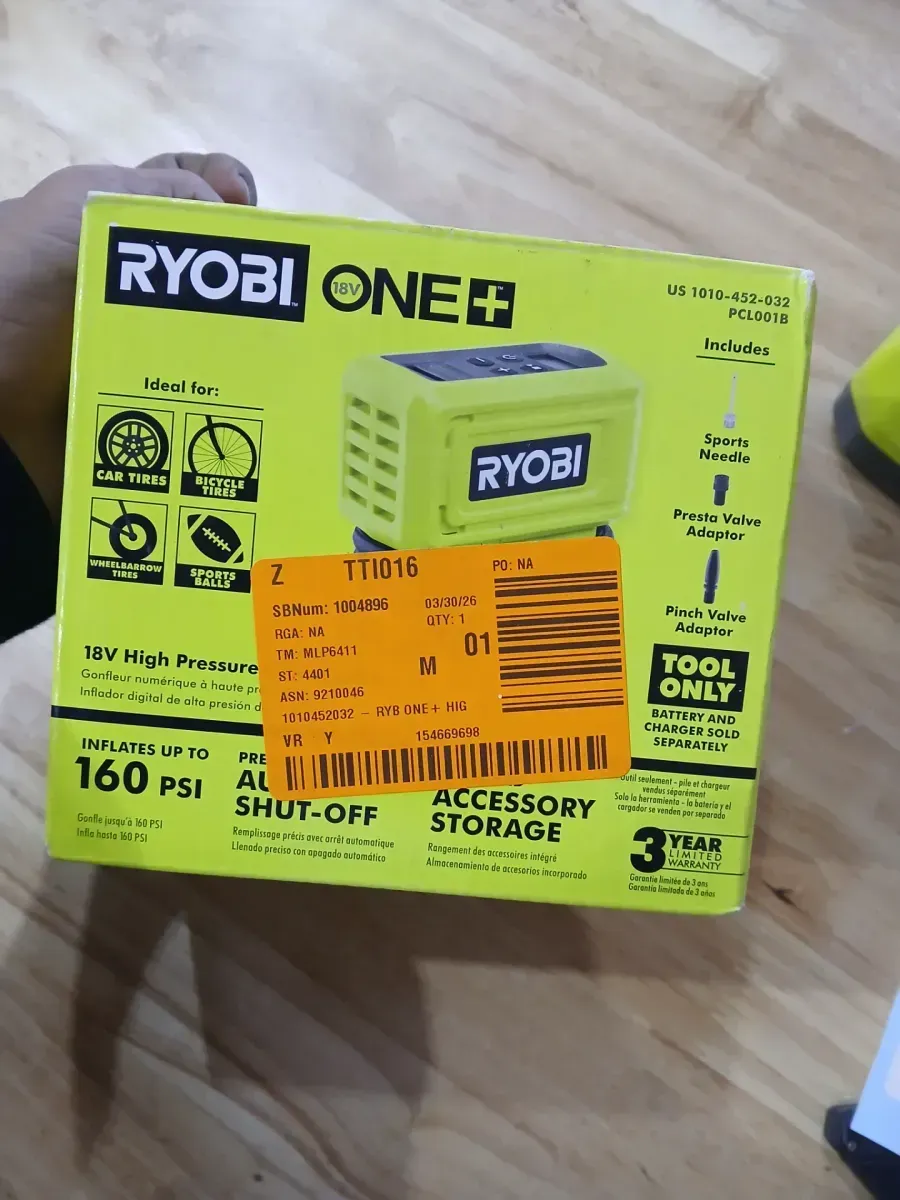 RYOBI
18V ONE+
US 1010-452-032
PCL001B
Includes
Sports
Needle
Presta Valve
Adaptor
Pinch Valve
Adaptor
TOOL
ONLY
BATTERY AND
CHARGER SOLD
SEPARATELY
Outil seulement - pile et chargeur
vendus séparément
Solo la herramienta - la batería y el
cargador se venden por separado
3 YEAR
LIMITED
WARRANTY
Garantie limitée de 3 ans
Garantía limitada de 3 años
Ideal for:
CAR TIRES
BICYCLE
TIRES
WHEELBARROW
TIRES
SPORTS
BALLS
RYOBI
Z TTI016 PO: NA
SBNum: 1004896 03/30/26
RGA: NA QTY: 1
TM: MLP6411 01
ST: 4401 M
ASN: 9210046
1010452032 - RYB ONE+ HIG
VR Y 154669698
18V High Pressure
Gonfleur numérique à haute
Inflador digital de alta presión
INFLATES UP TO
160 PSI
Gonfle jusqu'à 160 PSI
Infla hasta 160 PSI
SHUT-OFF
Remplissage précis avec arrêt automatique
Llenado preciso con apagado automático
ACCESSORY
STORAGE
Rangement des accessoires intégré
Almacenamiento de accesorios incorporado